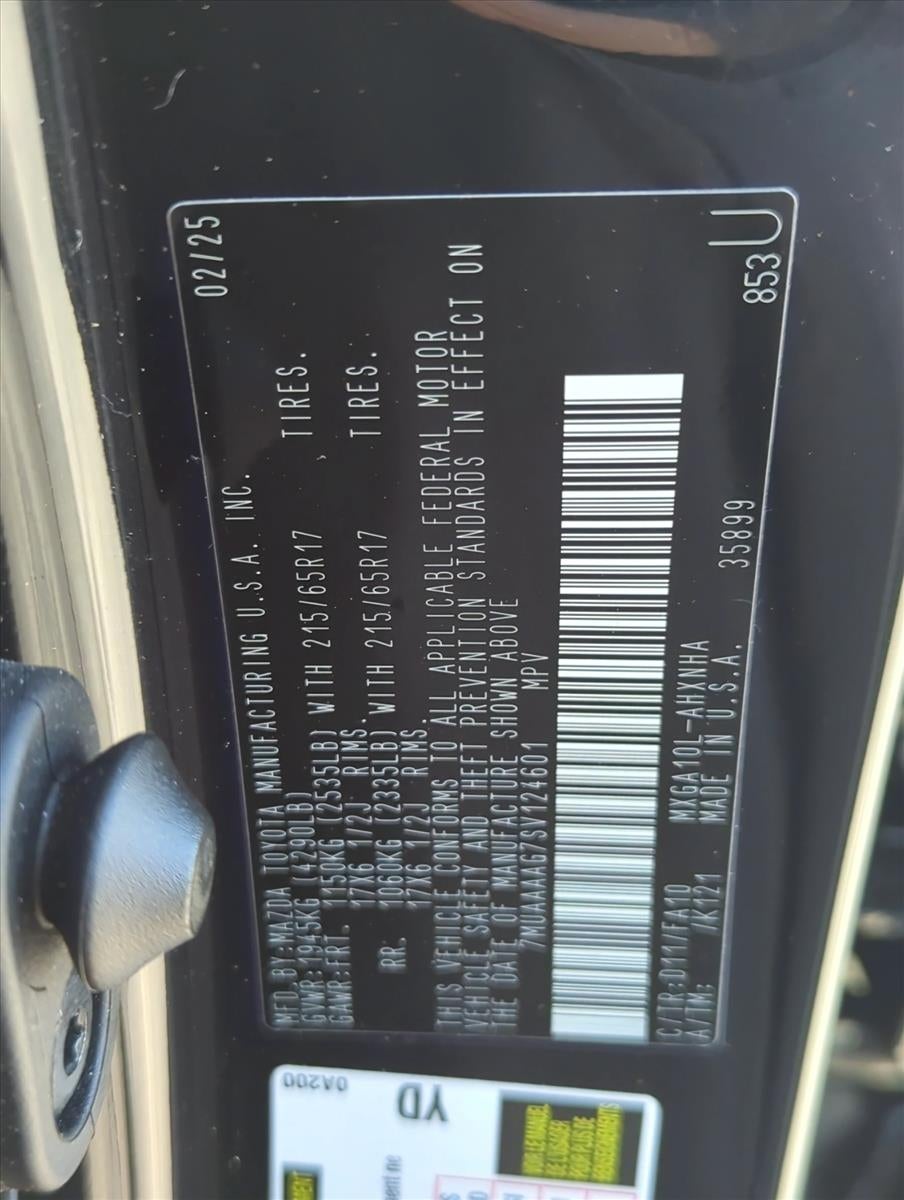 02/25
MFD.BY:MAZDA TOYOTA MANUFACTURING U.S.A. INC.
GVWR:1945KG (4290LB)
GAWR:FRT. 1150KG (2535LB) WITH 215/65R17 TIRES.
17X6 1/2J RIMS.
RR. 1060KG (2335LB) WITH 215/65R17 TIRES.
17X6 1/2J RIMS.
THIS VEHICLE CONFORMS TO ALL APPLICABLE FEDERAL MOTOR
VEHICLE SAFETY AND THEFT PREVENTION STANDARDS IN EFFECT ON
THE DATE OF MANUFACTURE SHOWN ABOVE
7MUAAAAG7SV124601 MPV
C/TR:D11/FA10 MXGA10L-AHXNHA
A/TM: /K121 MADE IN U.S.A. 35899
853U
0A200
YD